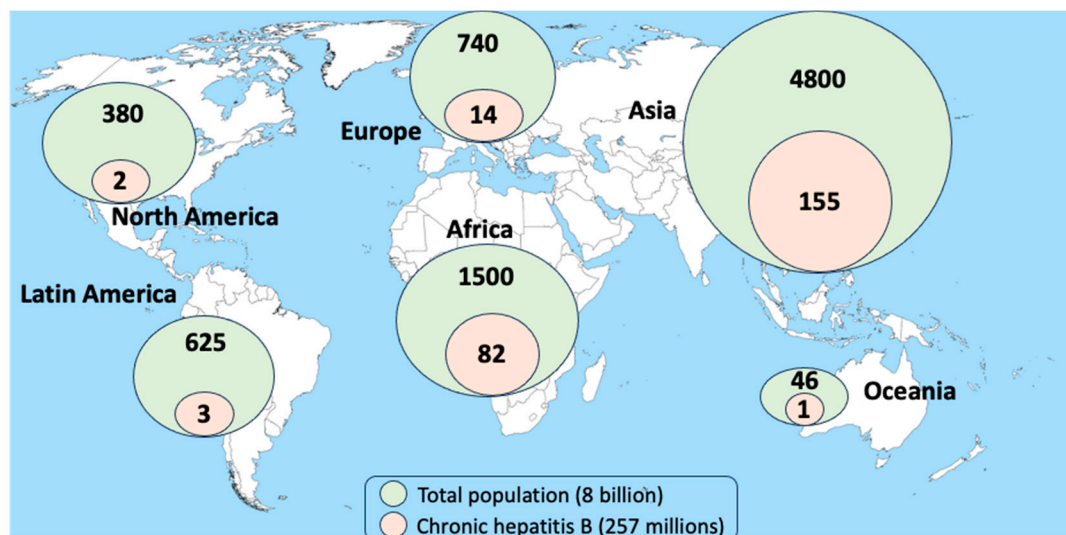 740
14
Europe
4800
155
Asia
380
2
North America
Africa
1500
82
Latin America
625
3
46
1
Oceania
Total population (8 billion)
Chronic hepatitis B (257 millions)